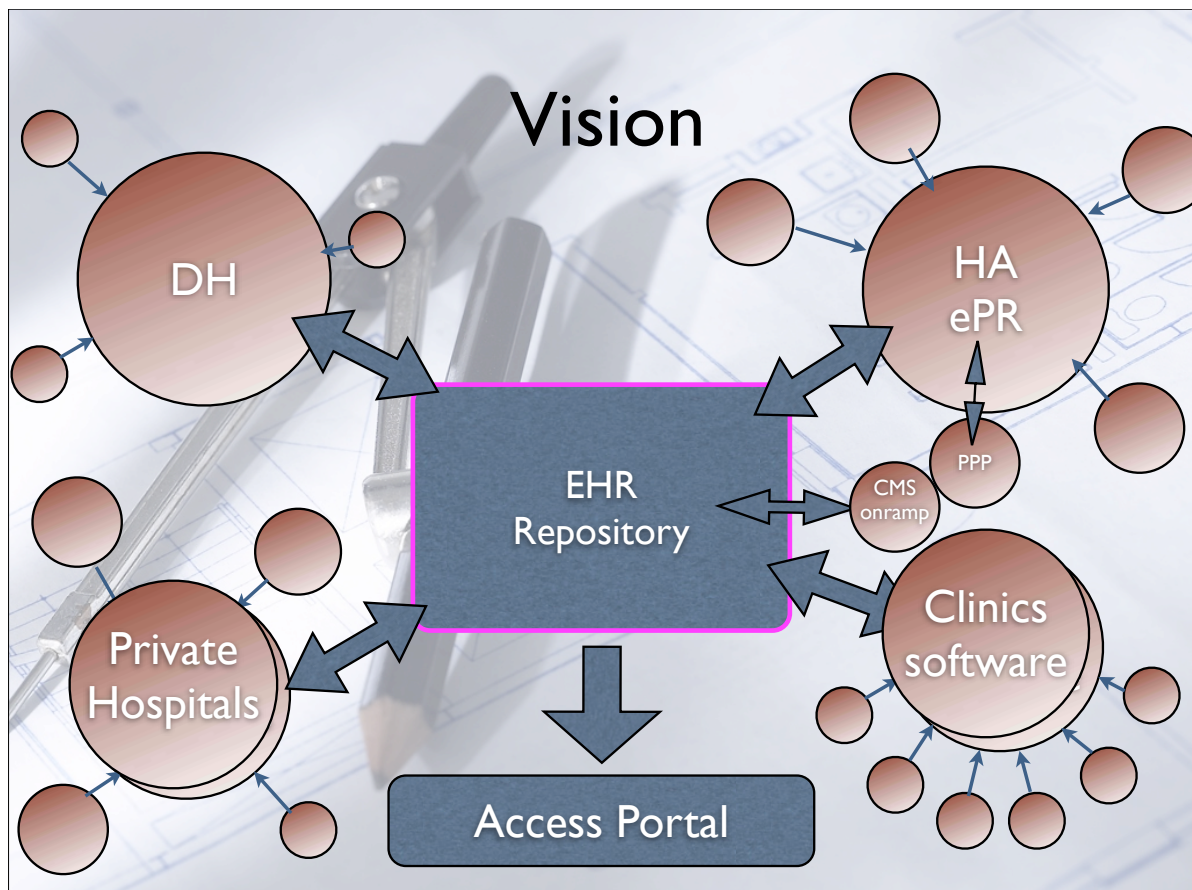 Vision
DH
HA
ePR
PPP
CMS
onramp
EHR
Repository
Private
Hospitals
Clinics
software
Access Portal